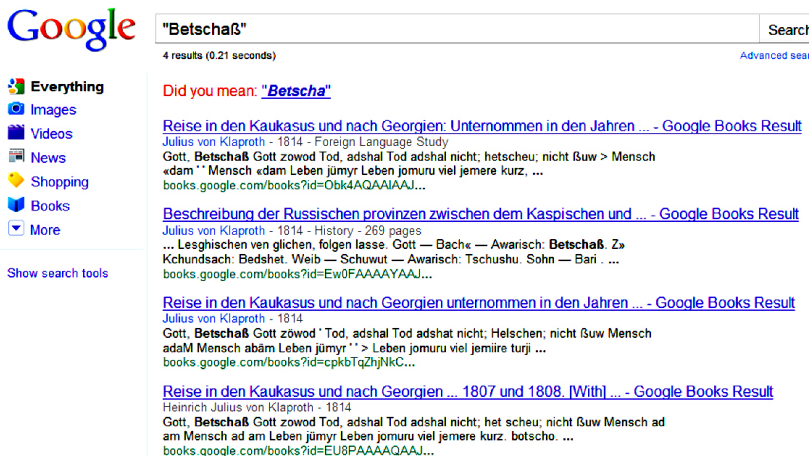 Google
"Betschaß"
Search
4 results (0.21 seconds)
Advanced sear
Everything
Images
Videos
News
Shopping
Books
More
Show search tools
Did you mean: "Betscha"
Reise in den Kaukasus und nach Georgien: Unternommen in den Jahren ... - Google Books Result
Julius von Klaproth - 1814 - Foreign Language Study
Gott, Betschaß Gott zowod Tod, adshal Tod adshal nicht; hetscheu; nicht ßuw > Mensch
«dam ' ' Mensch «dam Leben jümyr Leben jomuru viel jemere kurz, ...
books.google.com/books?id=Obk4AQAAIAAJ...
Beschreibung der Russischen provinzen zwischen dem Kaspischen und ... - Google Books Result
Julius von Klaproth - 1814 - History - 269 pages
... Lesghischen ven glichen, folgen lasse. Gott — Bach« — Awarisch: Betschaß. Z»
Kchundsach: Bedshet. Weib — Schuwut — Awarisch: Tschushu. Sohn — Bari . ...
books.google.com/books?id=Ew0FAAAAYAAJ...
Reise in den Kaukasus und nach Georgien unternommen in den Jahren ... - Google Books Result
Julius von Klaproth - 1814
Gott, Betschaß Gott zöwod ' Tod, adshal Tod adshat nicht; Helschen; nicht ßuw Mensch
adaM Mensch abäm Leben jümyr ' ' > Leben jomuru viel jemiire turji ...
books.google.com/books?id=cpkbTqZhjNkC...
Reise in den Kaukasus und nach Georgien ... 1807 und 1808. [With] ... - Google Books Result
Heinrich Julius von Klaproth - 1814
Gott, Betschaß Gott zowod Tod, adshal Tod adshal nicht; het scheu; nicht ßuw Mensch ad
am Mensch ad am Leben jümyr Leben jomuru viel jemere kurz. botscho. ...
books.google.com/books?id=EU8PAAAAQAAJ...